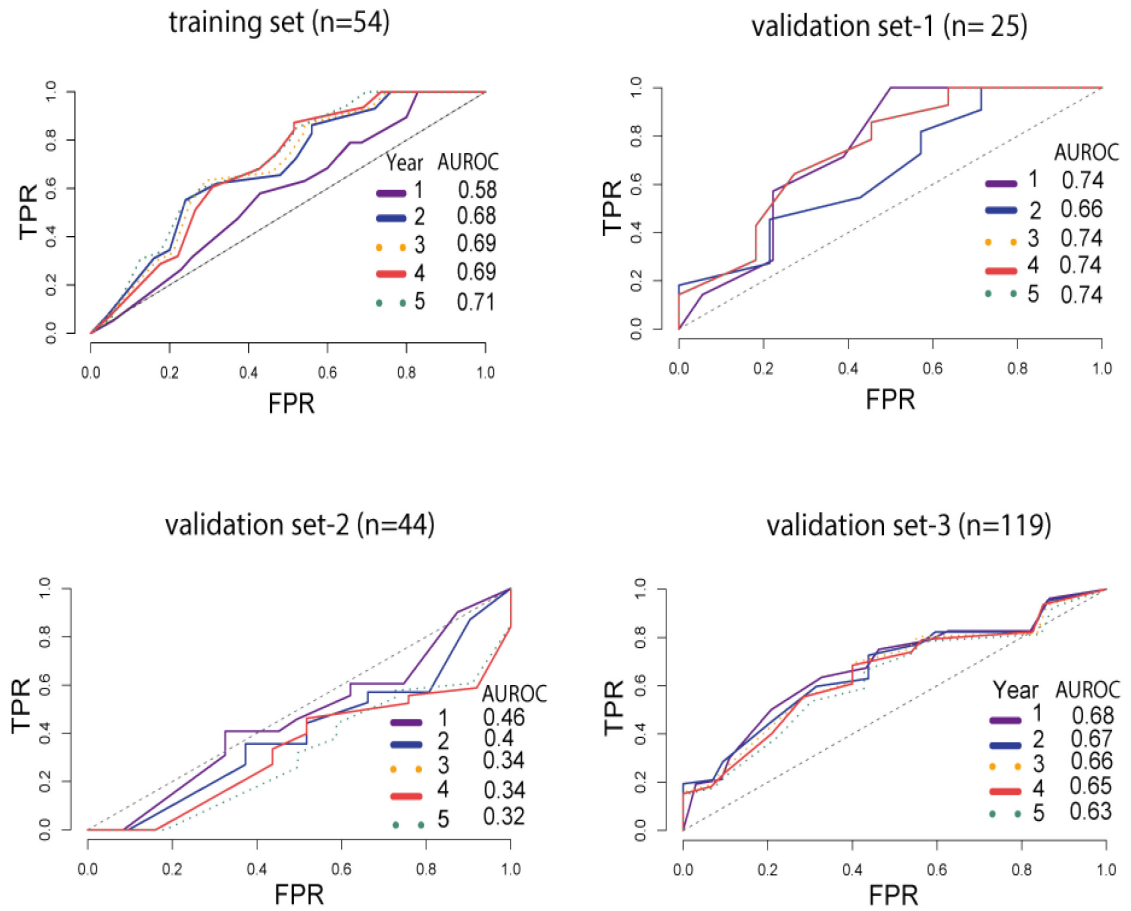 training set (n=54)
TPR
1.0
0.8
0.6
0.4
0.2
0.0
Year AUROC
1 0.58
2 0.68
3 0.69
4 0.69
5 0.71
0.0 0.2 0.4 0.6 0.8 1.0
FPR
validation set-1 (n= 25)
TPR
1.0
0.8
0.6
0.4
0.2
0.0
AUROC
1 0.74
2 0.66
3 0.74
4 0.74
5 0.74
0.0 0.2 0.4 0.6 0.8 1.0
FPR
validation set-2 (n=44)
TPR
1.0
0.8
0.6
0.4
0.2
0.0
AUROC
1 0.46
2 0.4
3 0.34
4 0.34
5 0.32
0.0 0.2 0.4 0.6 0.8 1.0
FPR
validation set-3 (n=119)
TPR
1.0
0.8
0.6
0.4
0.2
0.0
Year AUROC
1 0.68
2 0.67
3 0.66
4 0.65
5 0.63
0.0 0.2 0.4 0.6 0.8 1.0
FPR